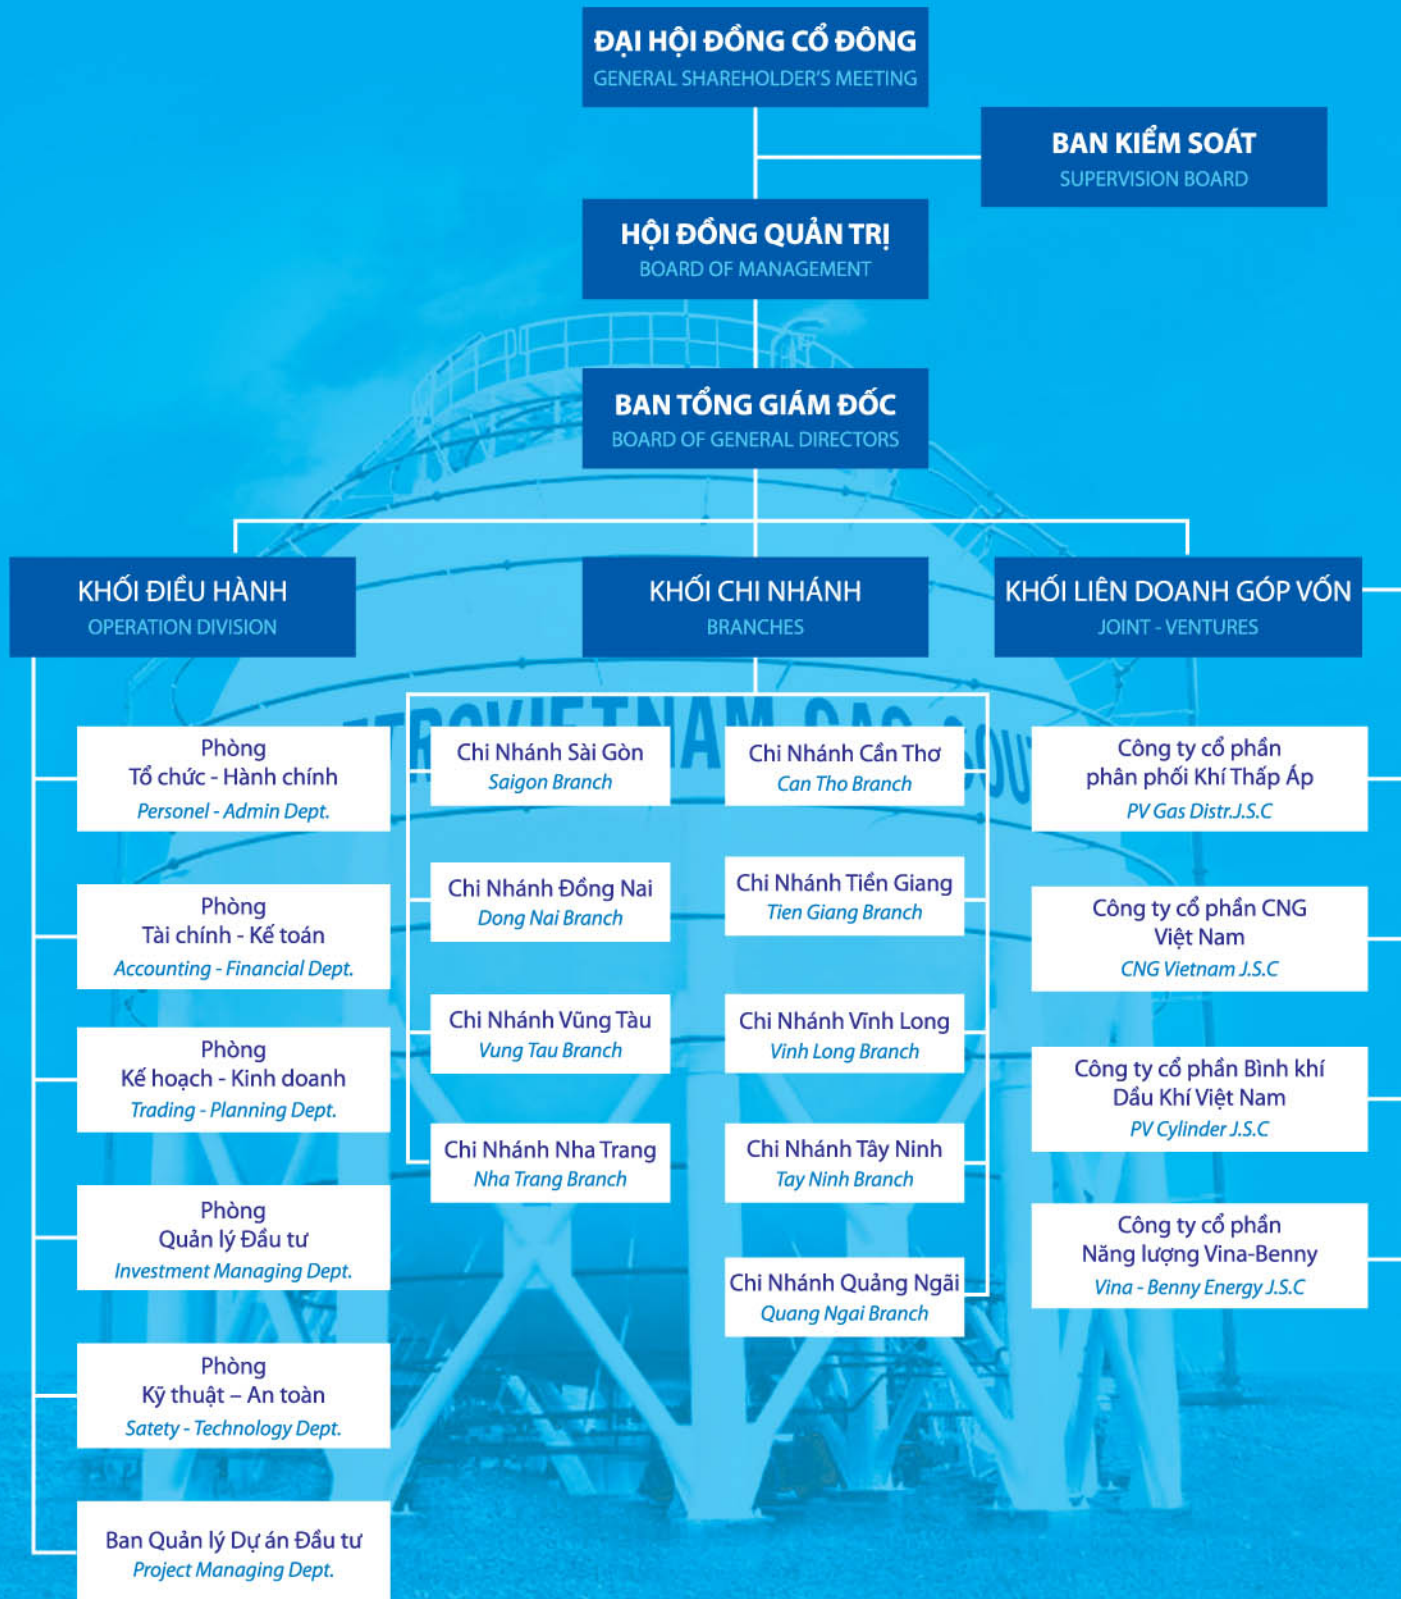 ĐẠI HỘI ĐỒNG CỔ ĐÔNG
GENERAL SHAREHOLDER'S MEETING
BAN KIỂM SOÁT
SUPERVISION BOARD
HỘI ĐỒNG QUẢN TRỊ
BOARD OF MANAGEMENT
BAN TỔNG GIÁM ĐỐC
BOARD OF GENERAL DIRECTORS
KHỐI ĐIỀU HÀNH
OPERATION DIVISION
KHỐI CHI NHÁNH
BRANCHES
KHỐI LIÊN DOANH GÓP VỐN
JOINT - VENTURES
Phòng
Tổ chức - Hành chính
Personel - Admin Dept.
Phòng
Tài chính - Kế toán
Accounting - Financial Dept.
Phòng
Kế hoạch - Kinh doanh
Trading - Planning Dept.
Phòng
Quản lý Đầu tư
Investment Managing Dept.
Phòng
Kỹ thuật – An toàn
Satety - Technology Dept.
Ban Quản lý Dự án Đầu tư
Project Managing Dept.
Chi Nhánh Sài Gòn
Saigon Branch
Chi Nhánh Đồng Nai
Dong Nai Branch
Chi Nhánh Vũng Tàu
Vung Tau Branch
Chi Nhánh Nha Trang
Nha Trang Branch
Chi Nhánh Cần Thơ
Can Tho Branch
Chi Nhánh Tiền Giang
Tien Giang Branch
Chi Nhánh Vĩnh Long
Vinh Long Branch
Chi Nhánh Tây Ninh
Tay Ninh Branch
Chi Nhánh Quảng Ngãi
Quang Ngai Branch
Công ty cổ phần
phân phối Khí Thấp Áp
PV Gas Distr.J.S.C
Công ty cổ phần CNG
Việt Nam
CNG Vietnam J.S.C
Công ty cổ phần Bình khí
Dầu Khí Việt Nam
PV Cylinder J.S.C
Công ty cổ phần
Năng lượng Vina-Benny
Vina - Benny Energy J.S.C